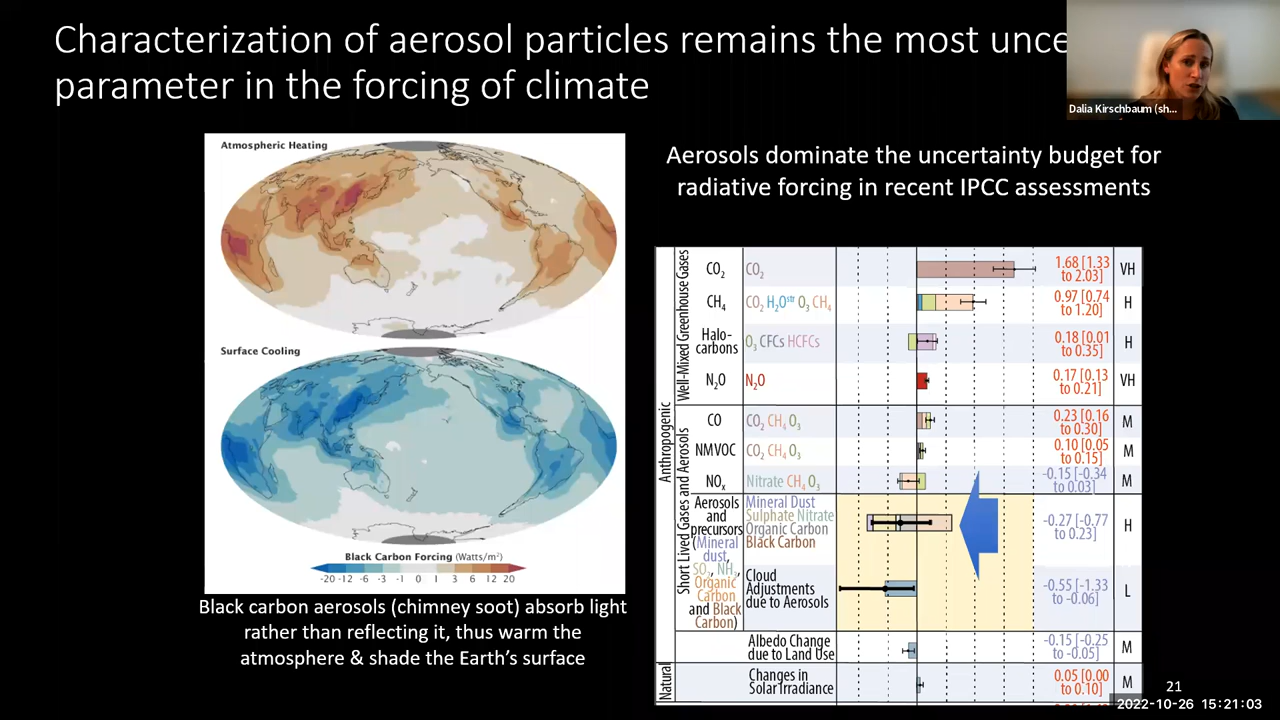 Characterization of aerosol particles remains the most unce
parameter in the forcing of climate
Dalia Kirschbaum (sh...
Atmospheric Heating
Surface Cooling
Black Carbon Forcing (Watts/m²)
-20 -12 -6 -3 -1 0 1 3 6 12 20
Black carbon aerosols (chimney soot) absorb light
rather than reflecting it, thus warm the
atmosphere & shade the Earth's surface
Aerosols dominate the uncertainty budget for
radiative forcing in recent IPCC assessments
Anthropogenic
Natural
Well-Mixed Greenhouse Gases
Short Lived Gases and Aerosols
CO₂ CO₂ 1.68 [1.33 to 2.03] VH
CH₄ CO₂ H₂Oˢᵗʳ O₃ CH₄ 0.97 [0.74 to 1.20] H
Halo-carbons O₃ CFCs HCFCs 0.18 [0.01 to 0.35] H
N₂O N₂O 0.17 [0.13 to 0.21] VH
CO CO₂ CH₄ O₃ 0.23 [0.16 to 0.30] M
NMVOC CO₂ CH₄ O₃ 0.10 [0.05 to 0.15] M
NOₓ Nitrate CH₄ O₃ -0.15 [-0.34 to 0.03] M
Aerosols and precursors (Mineral dust, SO₂, NH₃, Organic Carbon and Black Carbon)
Mineral Dust Sulphate Nitrate Organic Carbon Black Carbon -0.27 [-0.77 to 0.23] H
Cloud Adjustments due to Aerosols -0.55 [-1.33 to -0.06] L
Albedo Change due to Land Use -0.15 [-0.25 to -0.05] M
Changes in Solar Irradiance 0.05 [0.00 to 0.10] M
21
2022-10-26 15:21:03